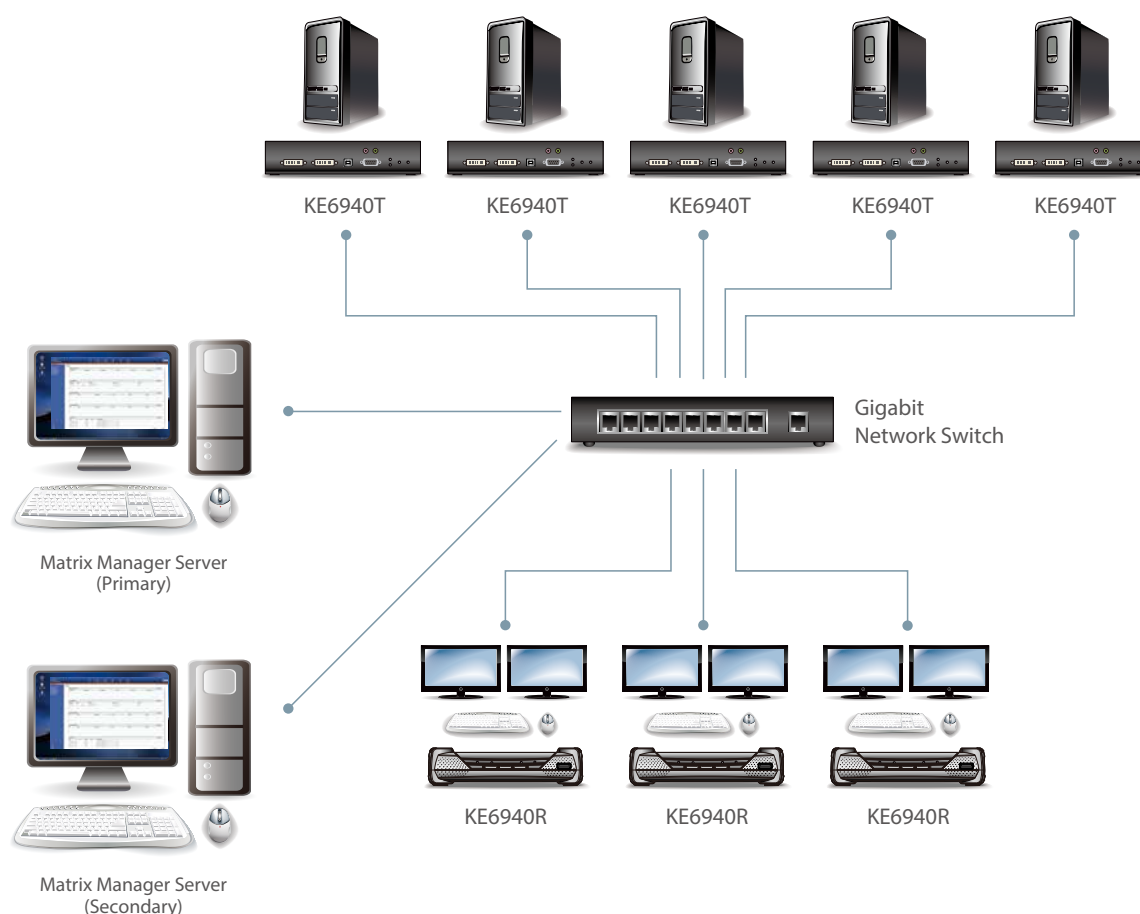 KE6940T
KE6940T
KE6940T
KE6940T
KE6940T
Gigabit
Network Switch
Matrix Manager Server
(Primary)
KE6940R
KE6940R
KE6940R
Matrix Manager Server
(Secondary)